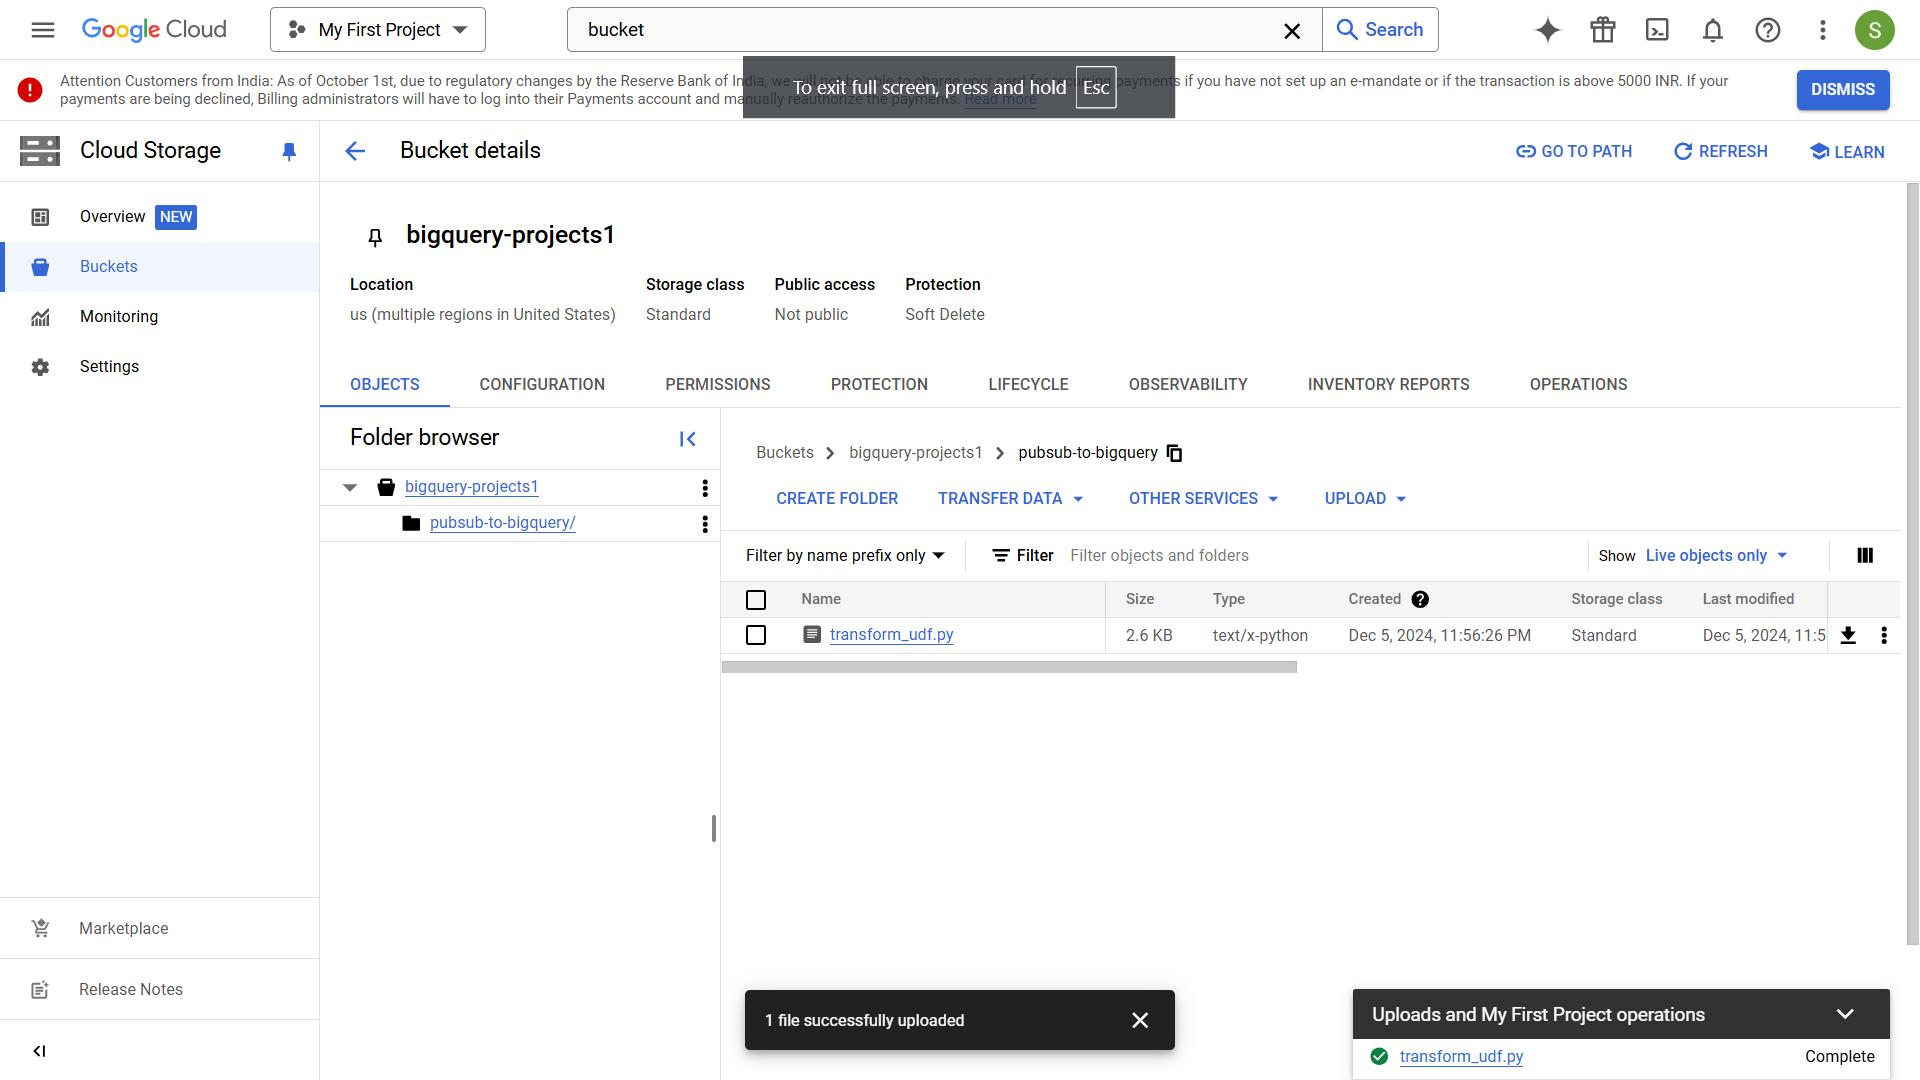 Google Cloud
My First Project
bucket
Search
S
Attention Customers from India: As of October 1st, due to regulatory changes by the Reserve Bank of India, we will not be able to charge your card for recurring payments if you have not set up an e-mandate or if the transaction is above 5000 INR. If your
payments are being declined, Billing administrators will have to log into their Payments account and manually reauthorize the payments. Read more
DISMISS
To exit full screen, press and hold Esc
Cloud Storage
Bucket details
GO TO PATH
REFRESH
LEARN
Overview NEW
Buckets
Monitoring
Settings
Marketplace
Release Notes
bigquery-projects1
Location
Storage class
Public access
Protection
us (multiple regions in United States)
Standard
Not public
Soft Delete
OBJECTS
CONFIGURATION
PERMISSIONS
PROTECTION
LIFECYCLE
OBSERVABILITY
INVENTORY REPORTS
OPERATIONS
Folder browser
bigquery-projects1
pubsub-to-bigquery/
Buckets
bigquery-projects1
pubsub-to-bigquery
CREATE FOLDER
TRANSFER DATA
OTHER SERVICES
UPLOAD
Filter by name prefix only
Filter
Filter objects and folders
Show
Live objects only
Name
Size
Type
Created
Storage class
Last modified
transform_udf.py
2.6 KB
text/x-python
Dec 5, 2024, 11:56:26 PM
Standard
Dec 5, 2024, 11:5
1 file successfully uploaded
Uploads and My First Project operations
transform_udf.py
Complete